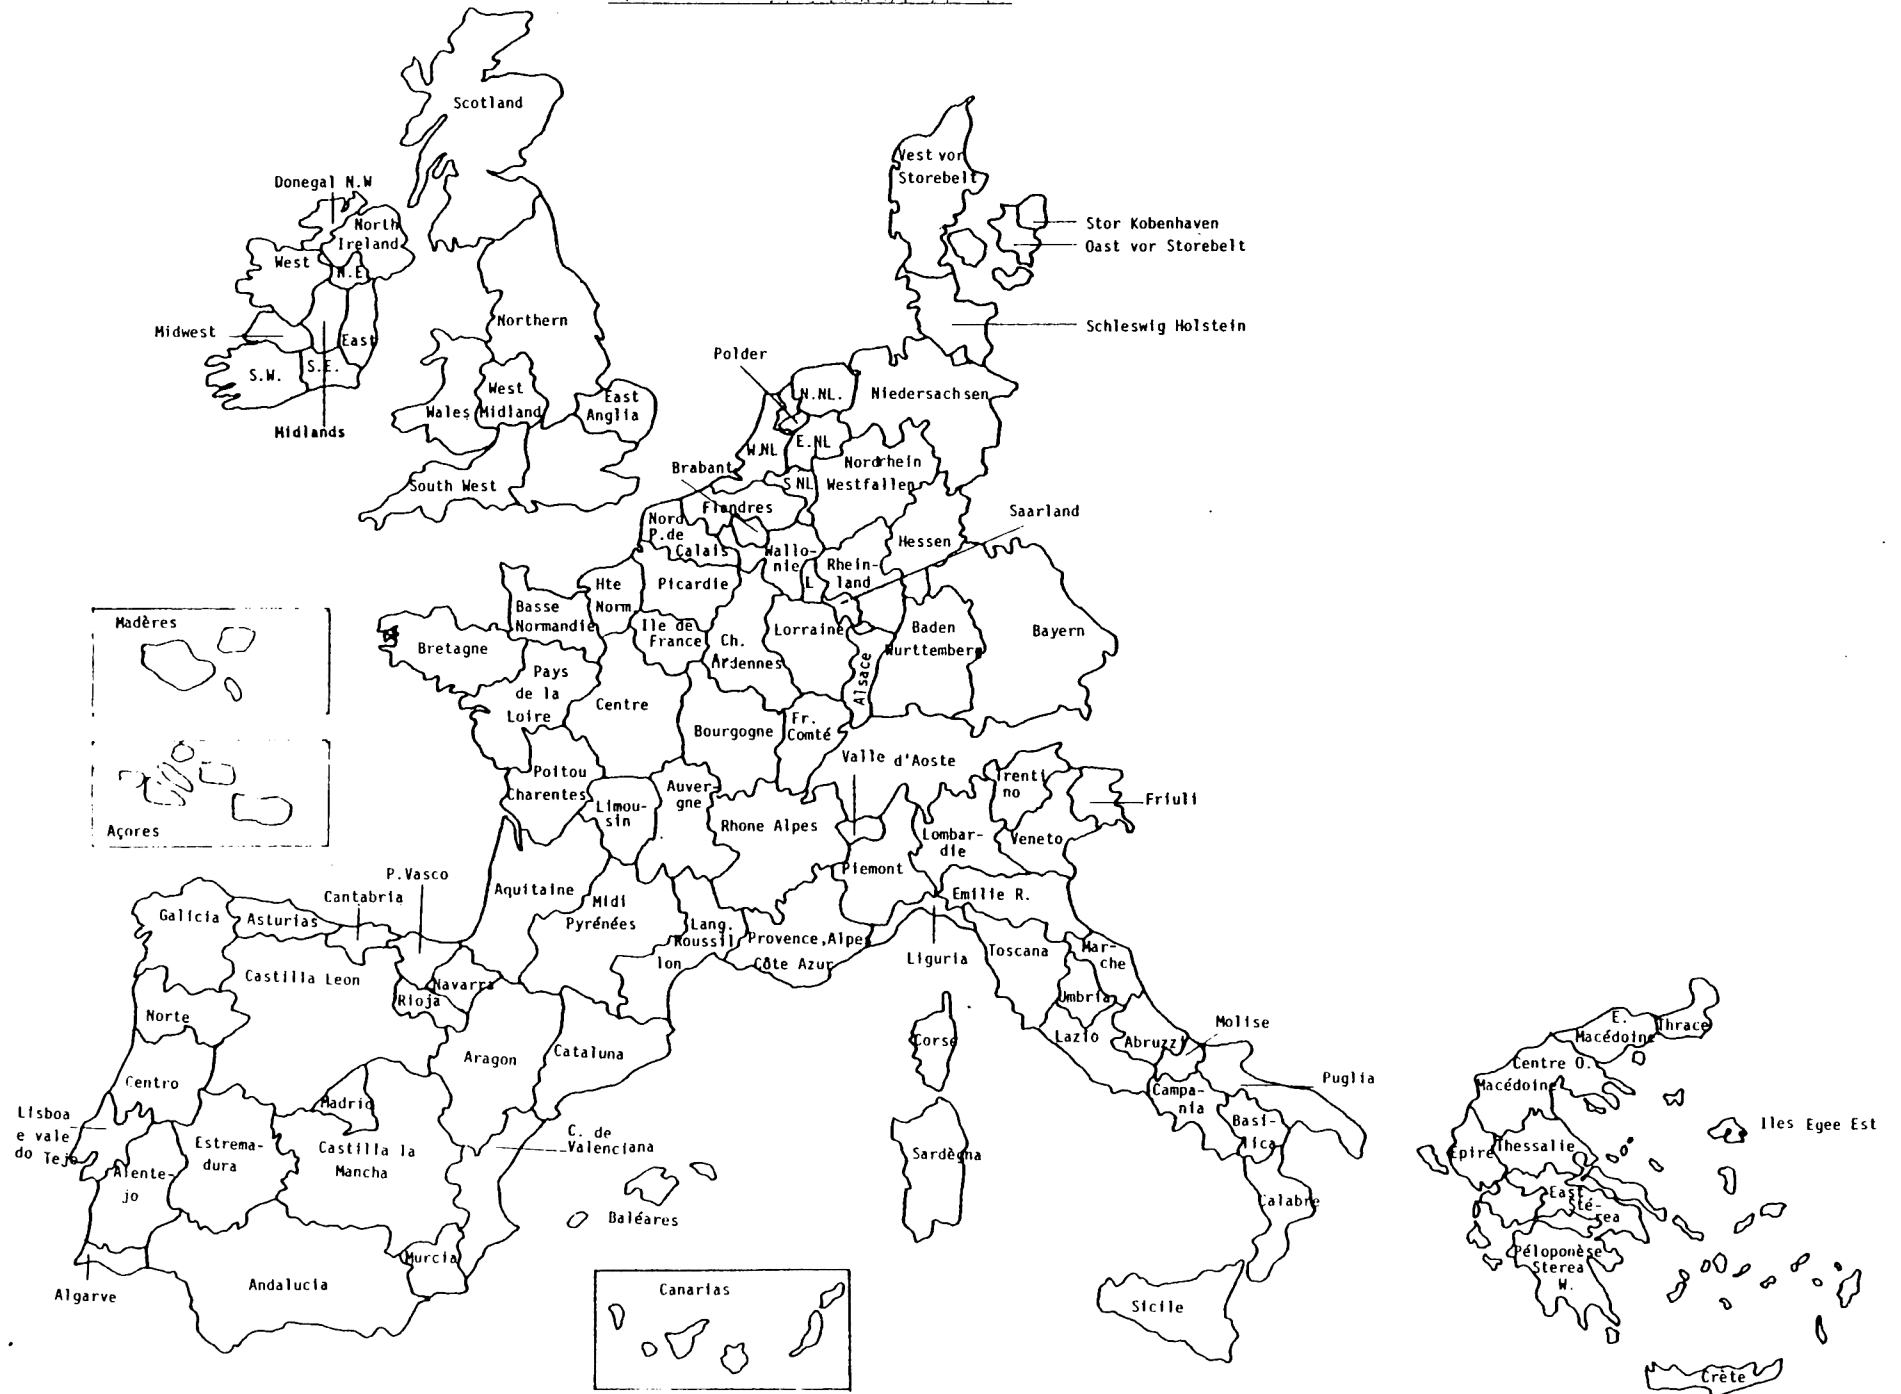 Scotland
Donegal N.W
North
Ireland
West
N.E
Midwest
East
S.W.
S.E.
Midlands
Northern
West
Midland
Wales
East
Anglia
South West
Vest vor
Storebelt
Stor Kobenhaven
Oast vor Storebelt
Schleswig Holstein
Polder
N.NL.
Niedersachsen
W.NL
E.NL
Nordrhein
Westfallen
Brabant
S NL
Flandres
Saarland
Nord
P.de
Calais
Wallo-
nie
L
Rhein-
land
Hessen
Hte
Norm
Picardie
Basse
Normandie
Ile de
France
Ch.
Ardennes
Lorraine
Alsace
Baden
Wurttemberg
Bayern
Bretagne
Pays
de la
Loire
Centre
Bourgogne
Fr.
Comté
Madères
Açores
Poitou
Charentes
Limou-
sin
Auver-
gne
Rhone Alpes
Valle d'Aoste
Trenti
no
Friuli
Lombar-
die
Veneto
Piemont
Emilie R.
Aquitaine
Midi
Pyrénées
Lang.
Roussil
lon
Provence,Alpe
Côte Azur
Liguria
Toscana
Mar-
che
Umbria
Lazio
Abruzzi
Molise
Puglia
Campa-
nia
Basi-
lica
Calabre
Corse
Sardègna
Sicile
P.Vasco
Cantabria
Galicia
Asturias
Castilla Leon
Navarra
Rioja
Norte
Aragon
Cataluna
Centro
Madrid
Lisboa
e vale
do Tejo
Estrema-
dura
Castilla la
Mancha
C. de
Valenciana
Alente-
jo
Baléares
Murcia
Algarve
Andalucia
Canarias
E.
Macédoine
Thrace
Centre O.
Macédoine
Epire
Thessalie
Iles Egee Est
East
Sté-
rea
Péloponèse
Sterea
W.
Crète